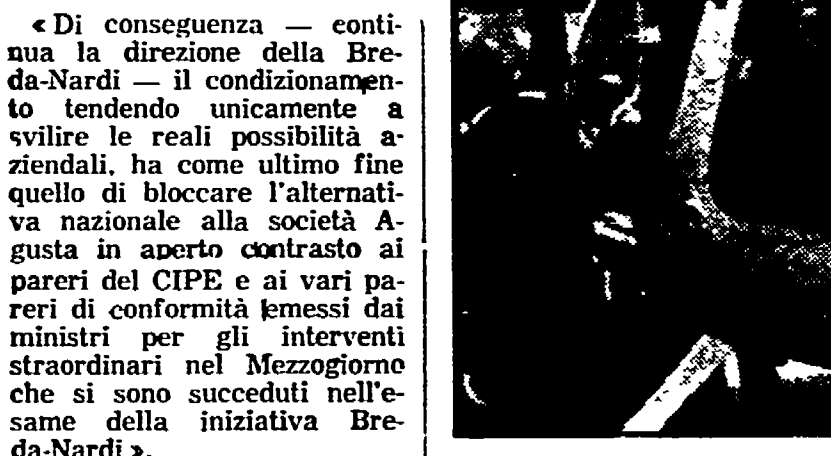 « Di conseguenza — conti-
nua la direzione della Bre-
da-Nardi — il condizionamen-
to tendendo unicamente a
svilire le reali possibilità a-
ziendali, ha come ultimo fine
quello di bloccare l'alternati-
va nazionale alla società A-
gusta in aperto contrasto ai
pareri del CIPE e ai vari pa-
reri di conformità emessi dai
ministri per gli interventi
straordinari nel Mezzogiorno
che si sono succeduti nell'e-
same della iniziativa Bre-
da-Nardi ».